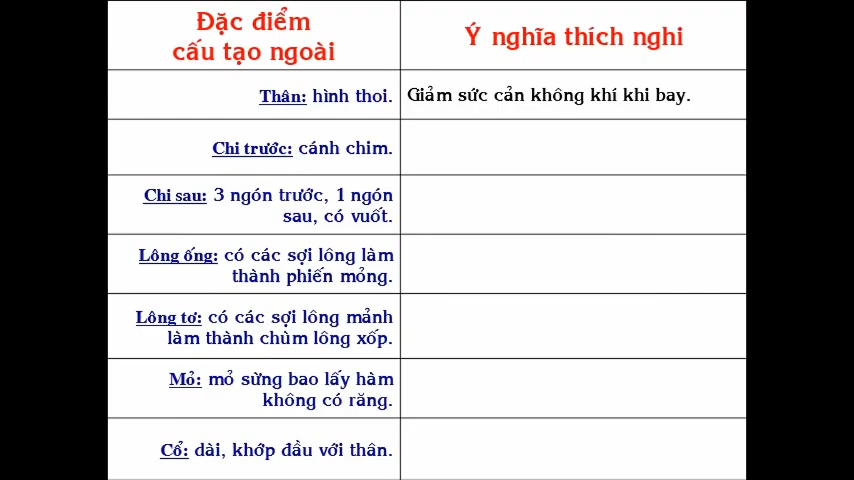 Đặc điểm
cấu tạo ngoài
Ý nghĩa thích nghi
Thân: hình thoi.
Giảm sức cản không khí khi bay.
Chi trước: cánh chim.
Chi sau: 3 ngón trước, 1 ngón
sau, có vuốt.
Lông ống: có các sợi lông làm
thành phiến mỏng.
Lông tơ: có các sợi lông mảnh
làm thành chùm lông xốp.
Mỏ: mỏ sừng bao lấy hàm
không có răng.
Cổ: dài, khớp đầu với thân.